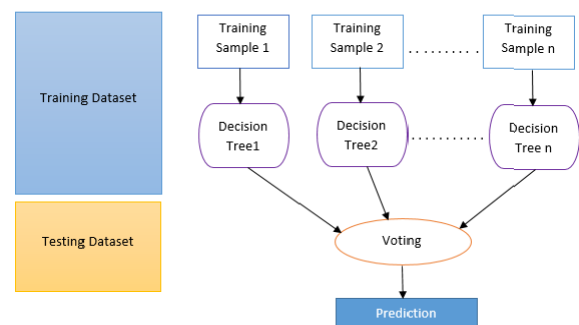 Training Dataset
Testing Dataset
Training
Sample 1
Training
Sample 2
.........
Training
Sample n
Decision
Tree1
Decision
Tree2
.............
Decision
Tree n
Voting
Prediction